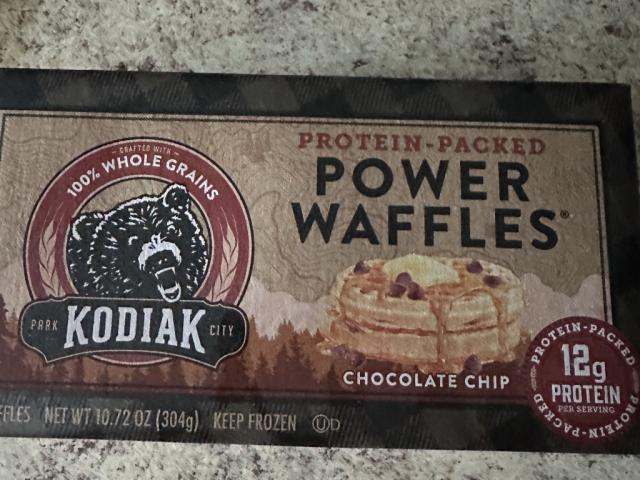 PROTEIN-PACKED
POWER
WAFFLES®
- CRAFTED WITH -
100% WHOLE GRAINS
PARK KODIAK CITY
CHOCOLATE CHIP
PROTEIN-PACKED
12g
PROTEIN
PER SERVING
PROTEIN-PACKED
NET WT 10.72 OZ (304g) KEEP FROZEN UD